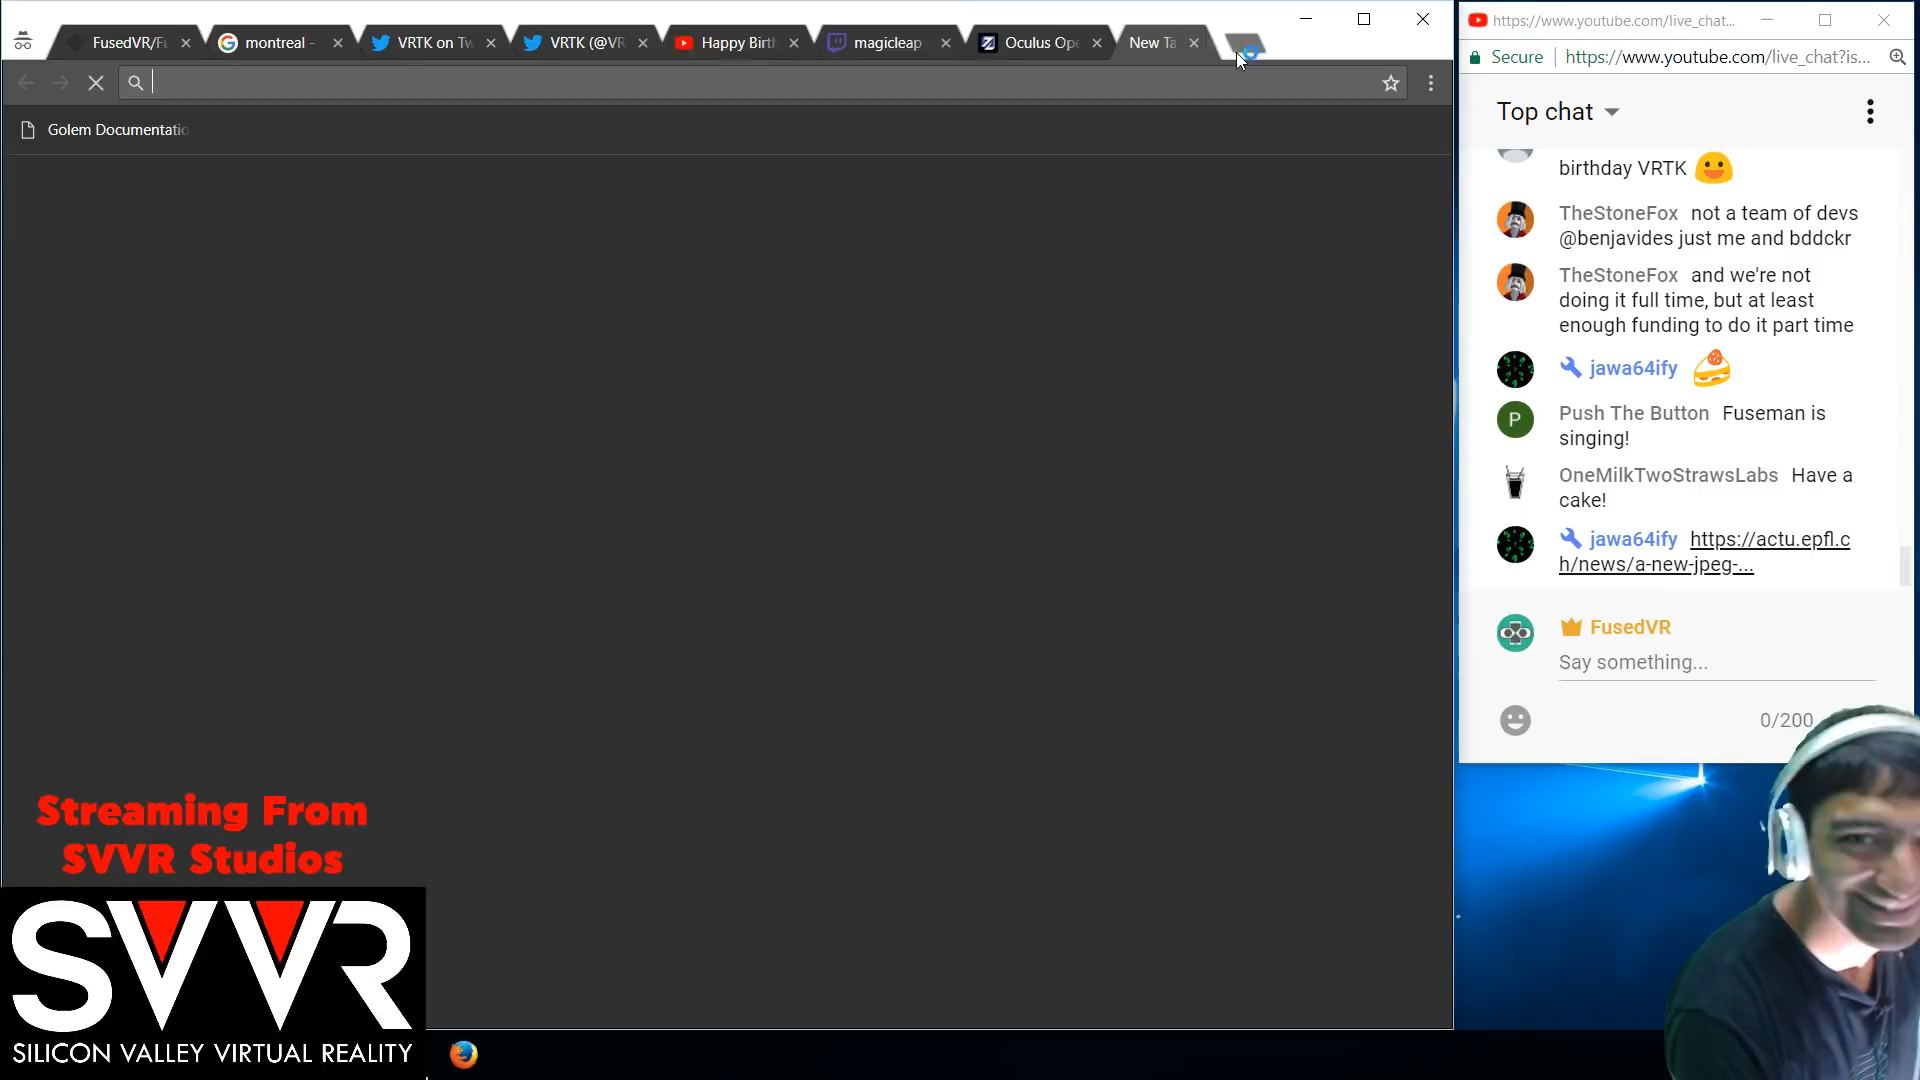 FusedVR/Fu
montreal -
VRTK on Tw
VRTK (@VR
Happy Birth
magicleap
Oculus Ope
New Ta
Golem Documentatio
https://www.youtube.com/live_chat...
Secure
https://www.youtube.com/live_chat?is...
Top chat
birthday VRTK
TheStoneFox not a team of devs
@benjavides just me and bddckr
TheStoneFox and we're not
doing it full time, but at least
enough funding to do it part time
jawa64ify
P
Push The Button Fuseman is
singing!
OneMilkTwoStrawsLabs Have a
cake!
jawa64ify https://actu.epfl.c
h/news/a-new-jpeg-...
FusedVR
Say something...
0/200
Streaming From
SVVR Studios
SVVR
SILICON VALLEY VIRTUAL REALITY